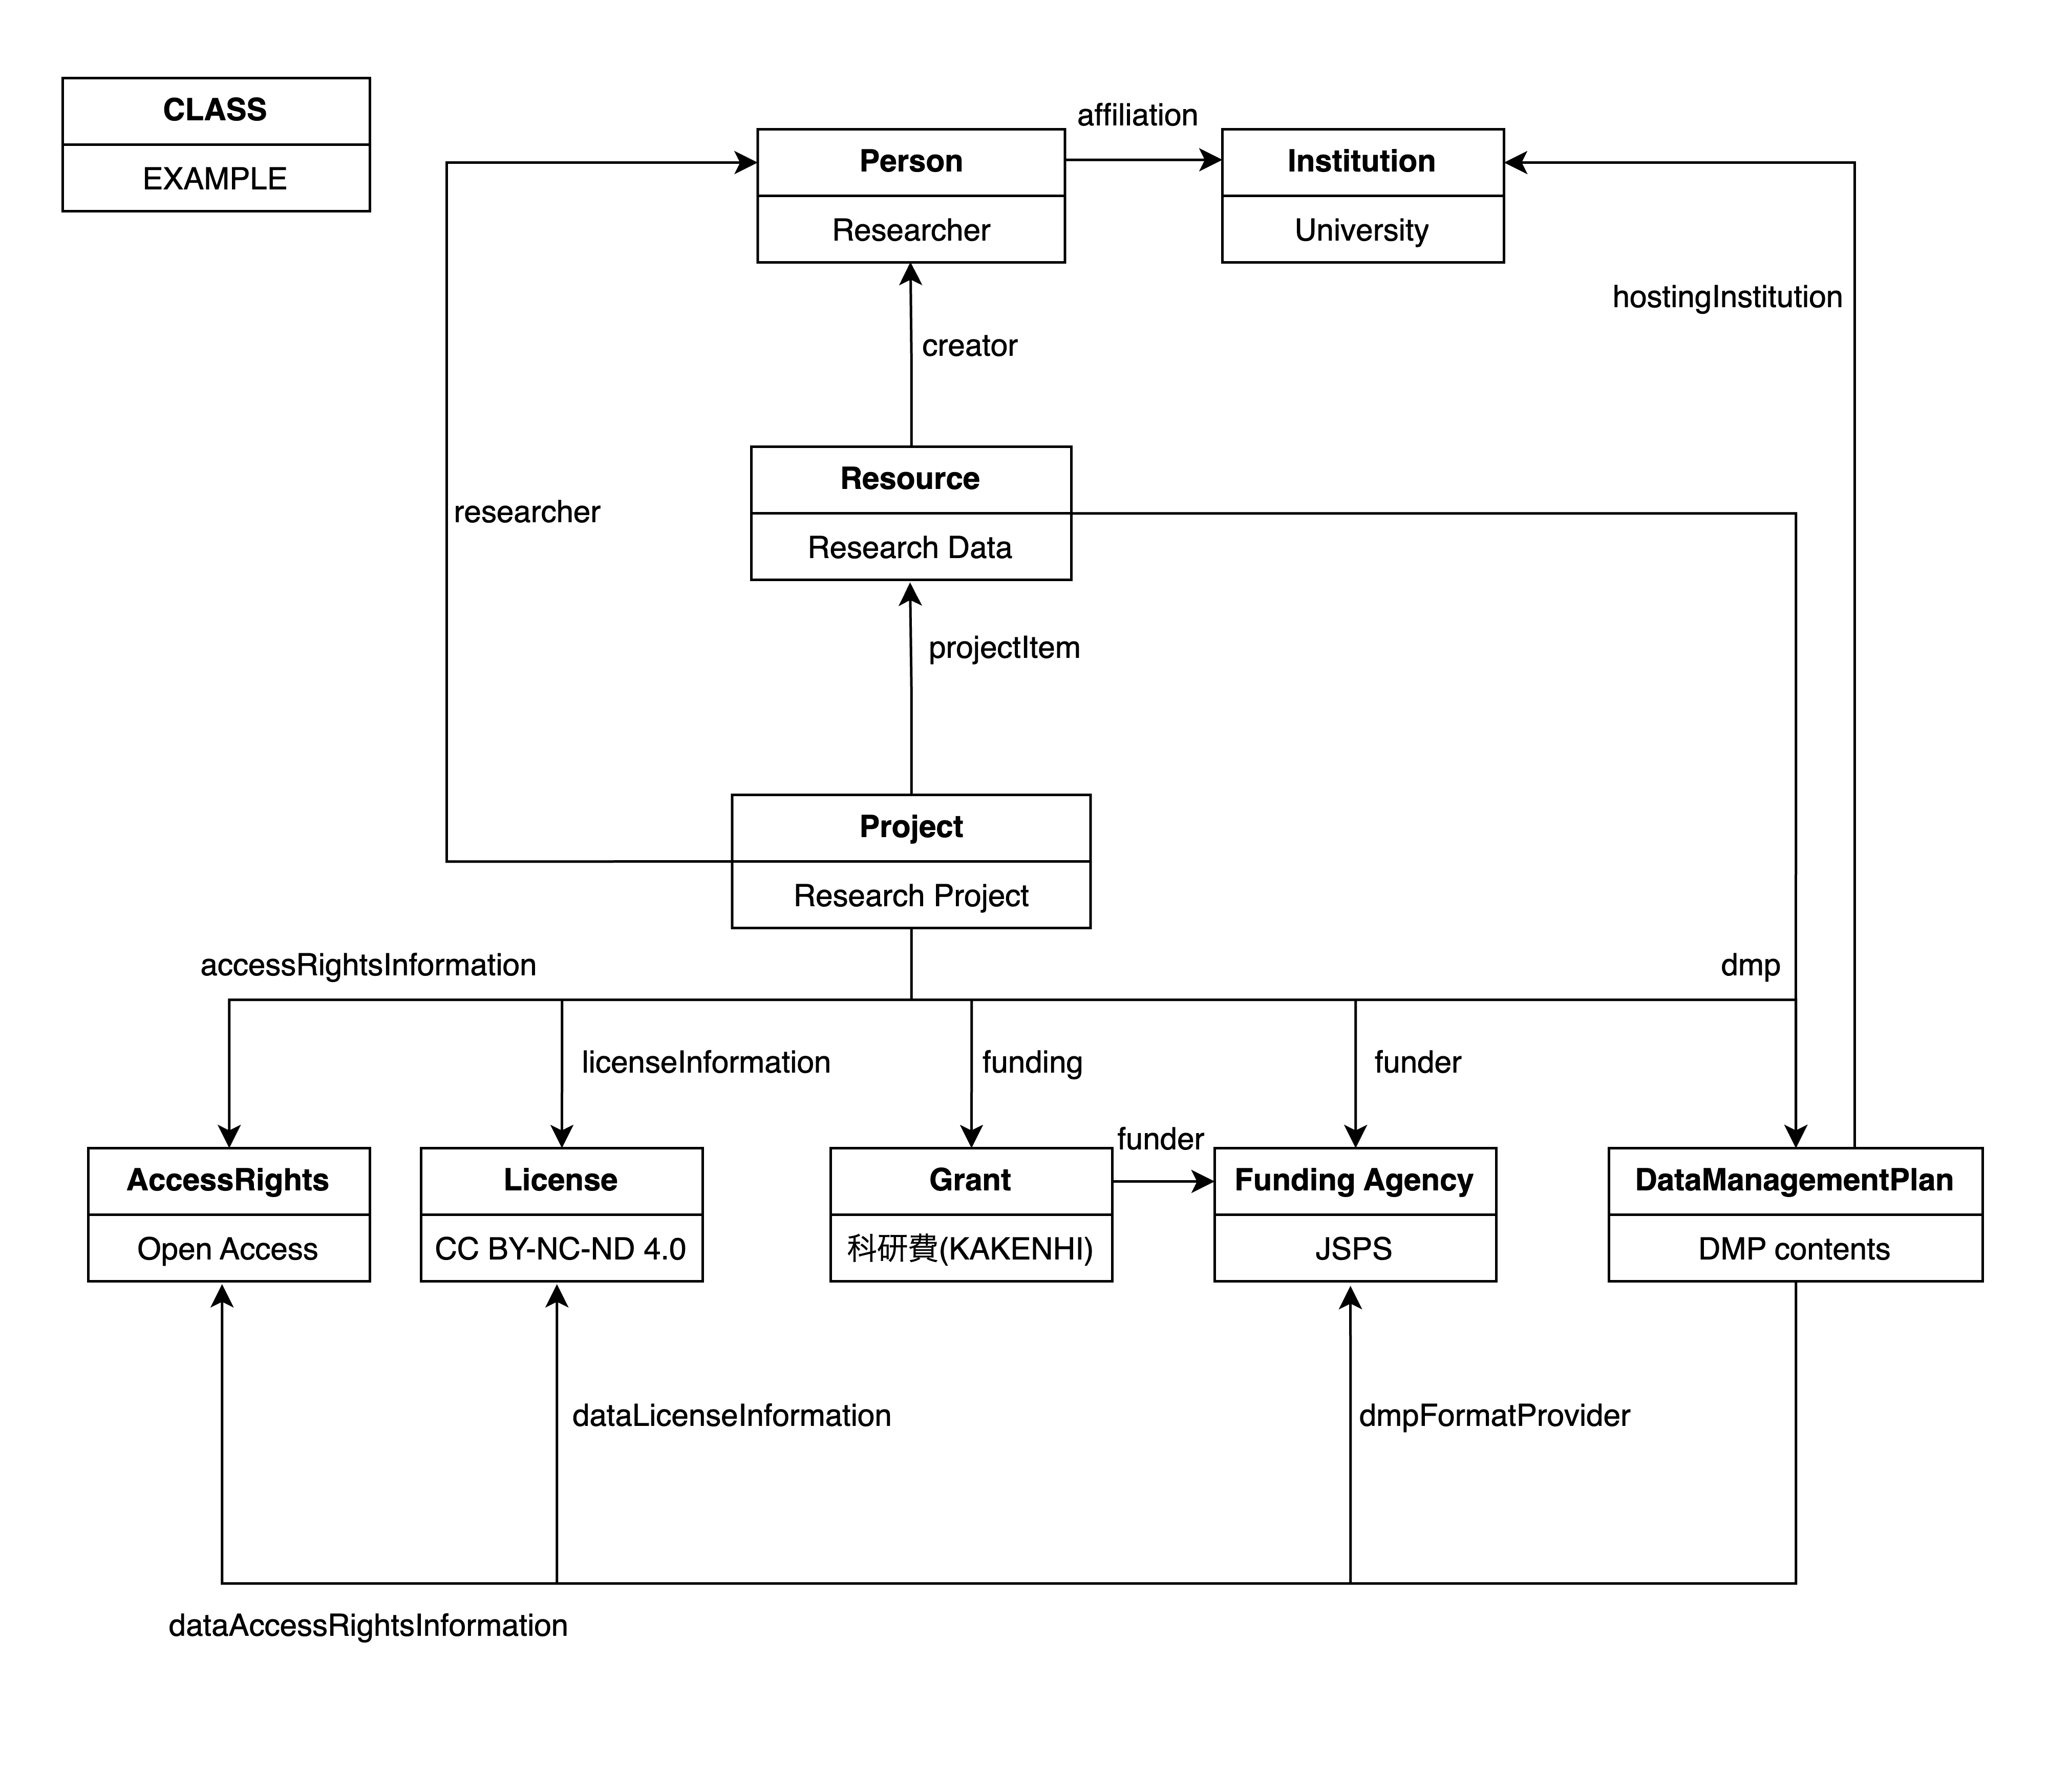 CLASS
EXAMPLE
affiliation
Person
Researcher
Institution
University
hostingInstitution
creator
Resource
Research Data
researcher
projectItem
Project
Research Project
accessRightsInformation
dmp
licenseInformation
funding
funder
funder
AccessRights
Open Access
License
CC BY-NC-ND 4.0
Grant
科研費(KAKENHI)
Funding Agency
JSPS
DataManagementPlan
DMP contents
dataLicenseInformation
dmpFormatProvider
dataAccessRightsInformation